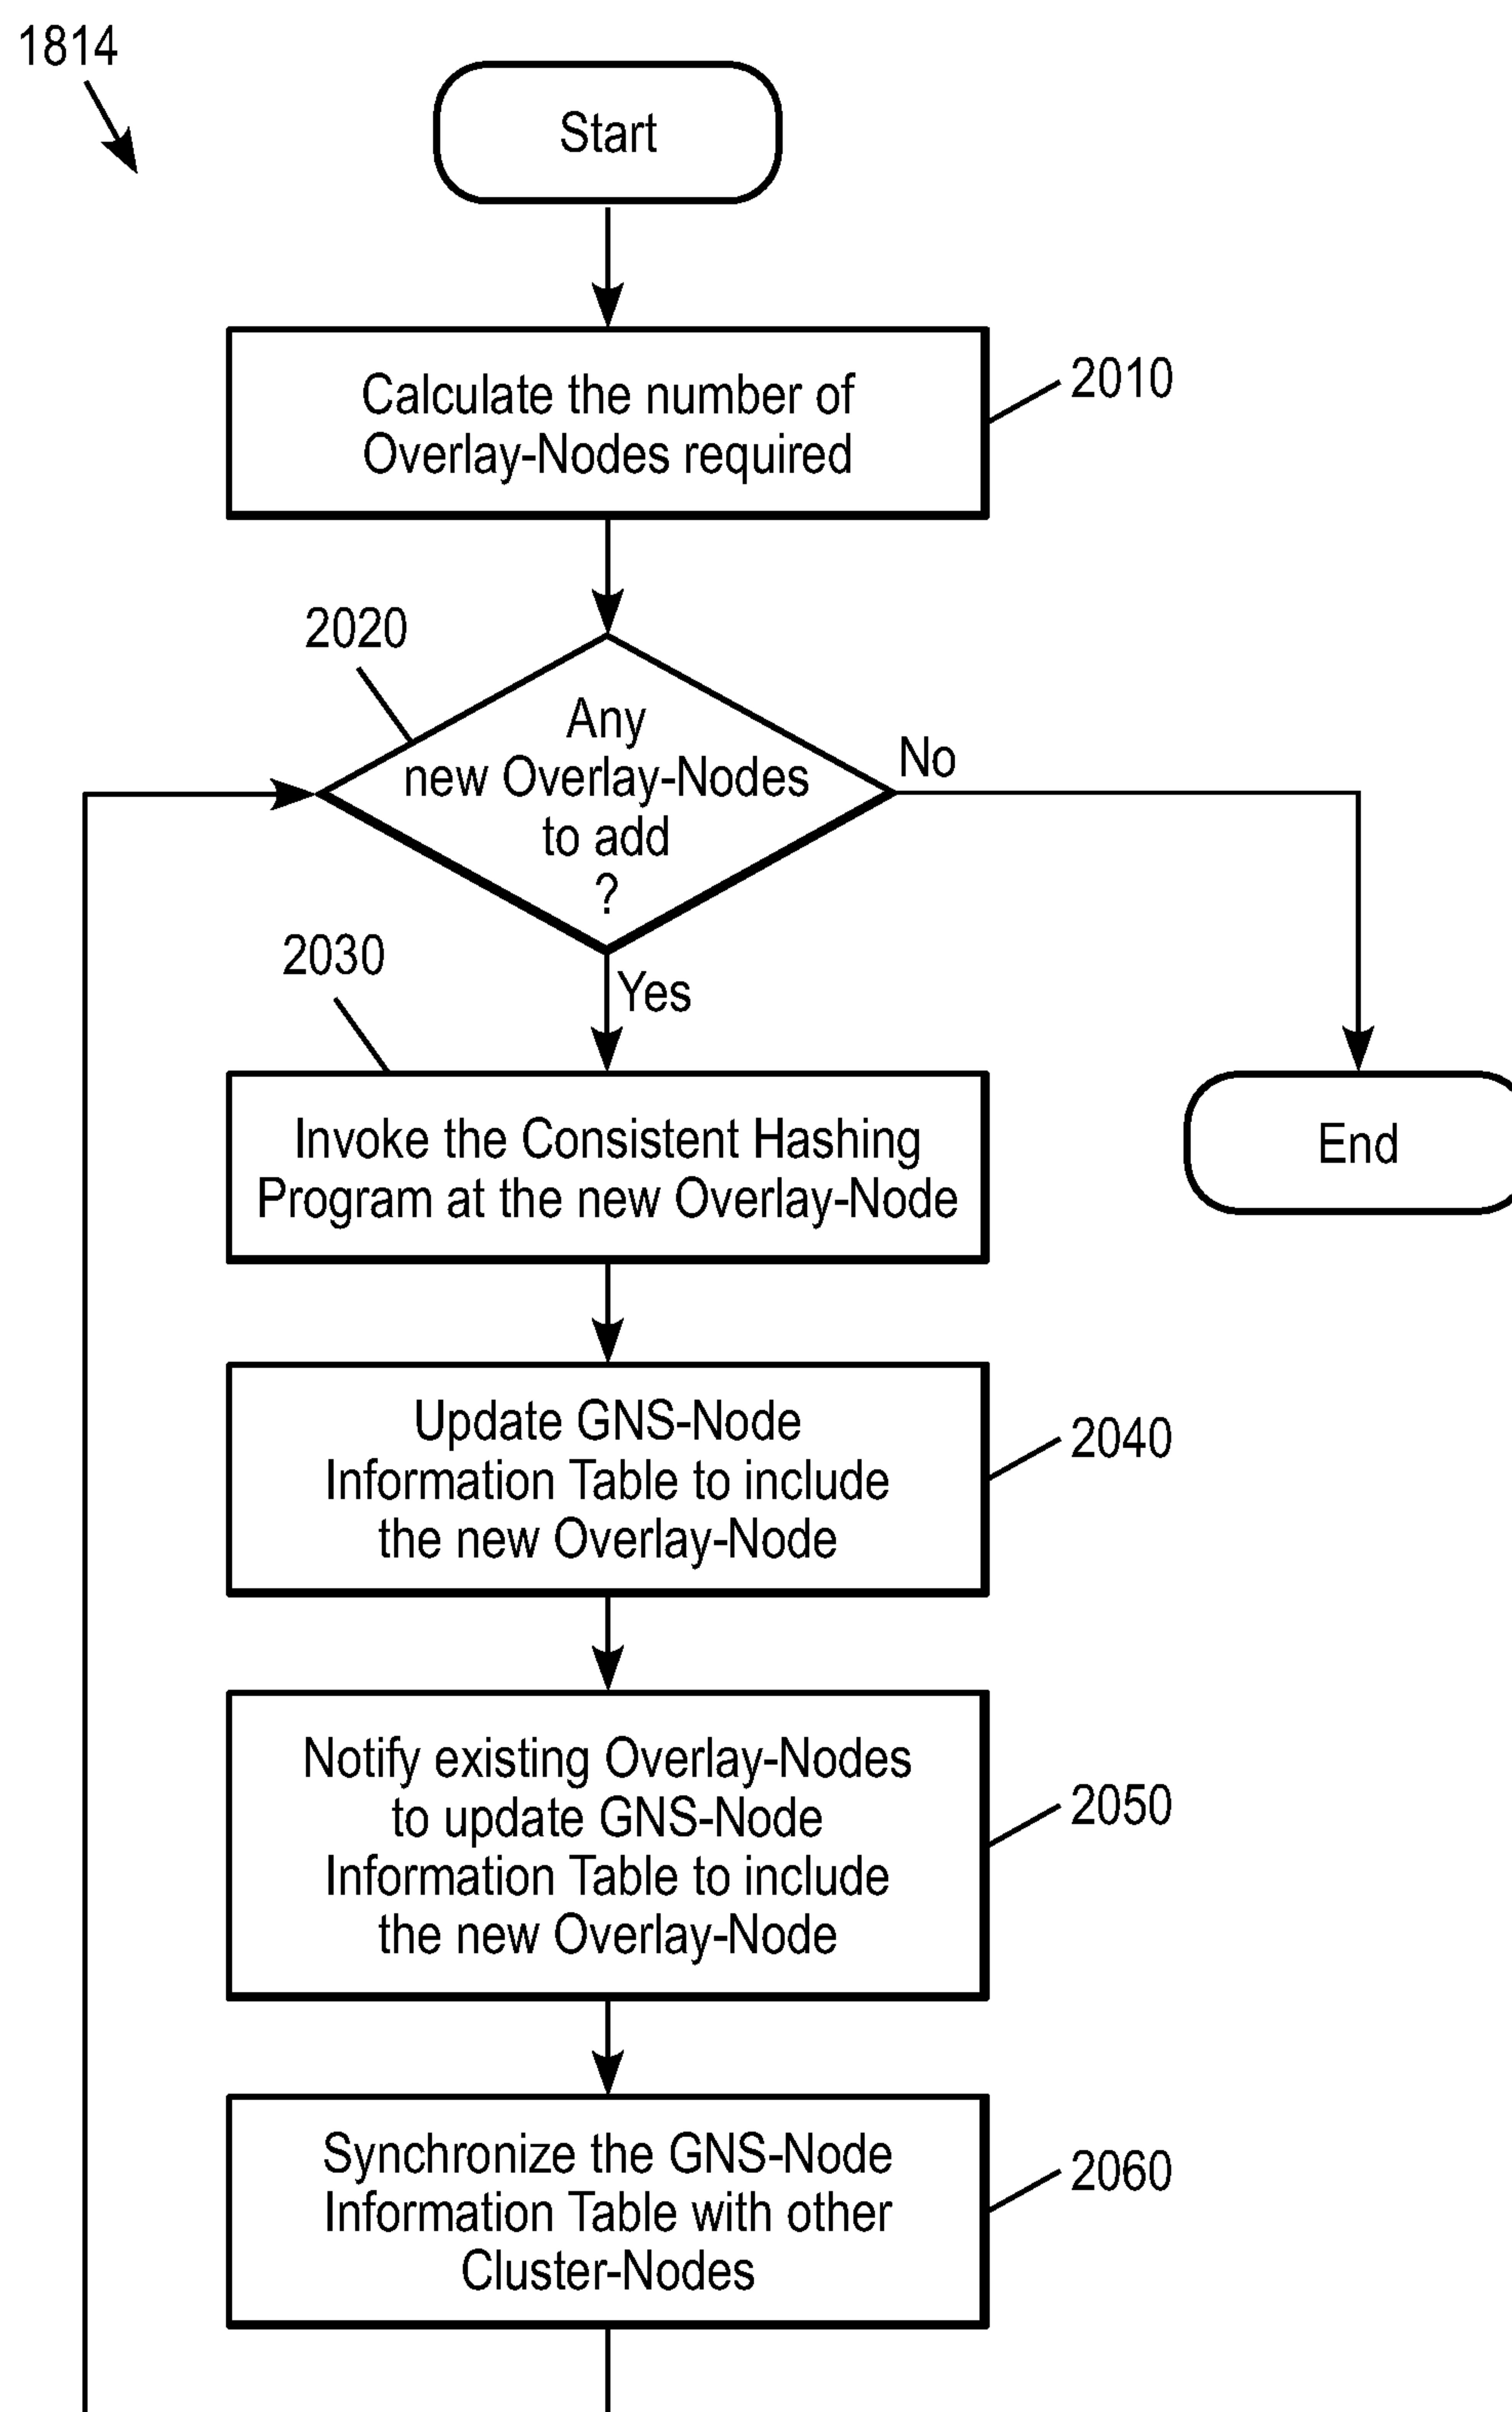 1814
Start
Calculate the number of
Overlay-Nodes required
2010
2020
Any
new Overlay-Nodes
to add
?
No
Yes
2030
Invoke the Consistent Hashing
Program at the new Overlay-Node
End
Update GNS-Node
Information Table to include
the new Overlay-Node
2040
Notify existing Overlay-Nodes
to update GNS-Node
Information Table to include
the new Overlay-Node
2050
Synchronize the GNS-Node
Information Table with other
Cluster-Nodes
2060